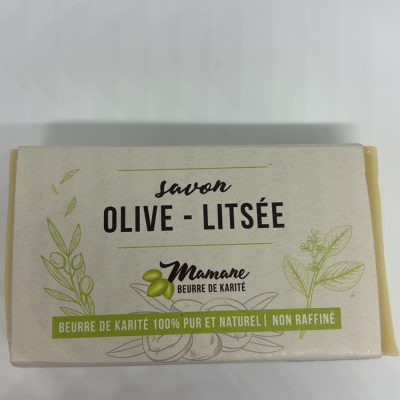 savon
OLIVE - LITSÉE
Mamane
BEURRE DE KARITÉ
BEURRE DE KARITÉ 100% PUR ET NATUREL | NON RAFFINÉ